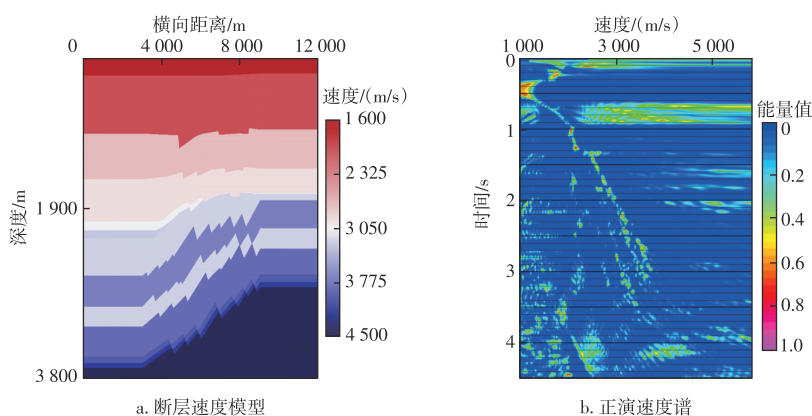 横向距离/m
0 4 000 8 000 12 000
深度/m
1 900
3 800
速度/(m/s)
1 600
2 325
3 050
3 775
4 500
a. 断层速度模型
速度/(m/s)
1 000 3 000 5 000
时间/s
0
1
2
3
4
能量值
0
0.2
0.4
0.6
0.8
1.0
b. 正演速度谱